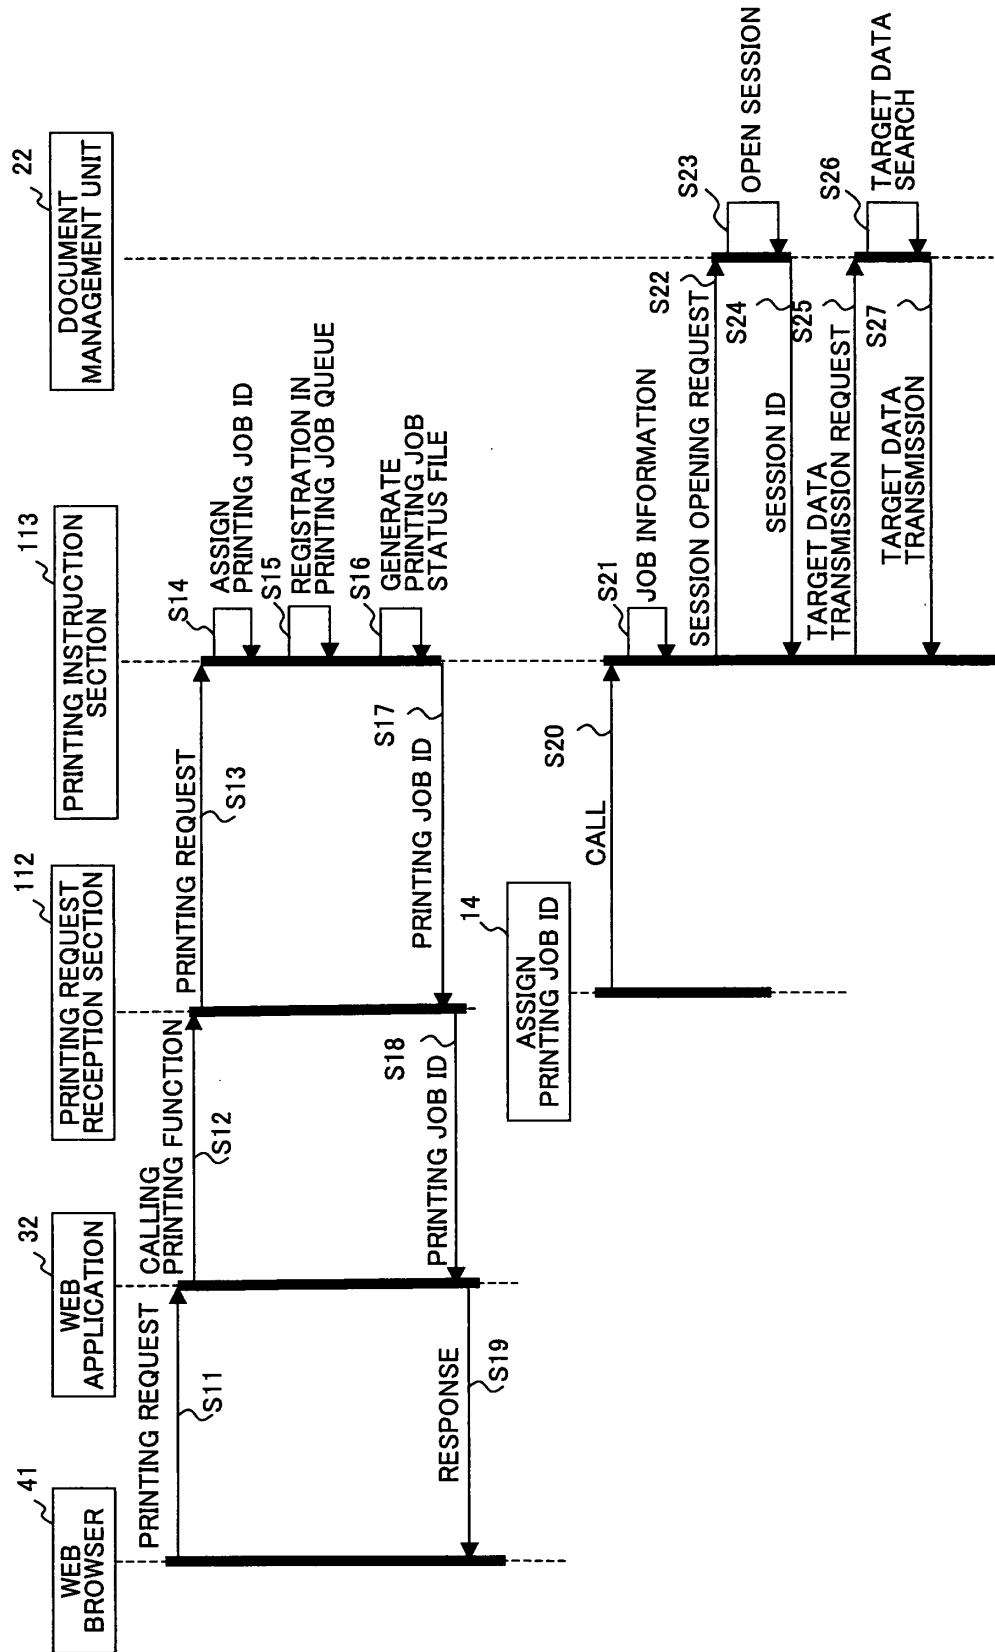 41
WEB
BROWSER
32
WEB
APPLICATION
112
PRINTING REQUEST
RECEPTION SECTION
113
PRINTING INSTRUCTION
SECTION
22
DOCUMENT
MANAGEMENT UNIT
PRINTING REQUEST
S11
CALLING
PRINTING FUNCTION
S12
PRINTING REQUEST
S13
S14
ASSIGN
PRINTING JOB ID
S15
REGISTRATION IN
PRINTING JOB QUEUE
S16
GENERATE
PRINTING JOB
STATUS FILE
S17
PRINTING JOB ID
S18
PRINTING JOB ID
RESPONSE
S19
14
ASSIGN
PRINTING JOB ID
CALL
S20
S21
JOB INFORMATION
SESSION OPENING REQUEST
S22
S23
OPEN SESSION
S24
SESSION ID
TARGET DATA
TRANSMISSION REQUEST
S25
S26
TARGET DATA
SEARCH
S27
TARGET DATA
TRANSMISSION